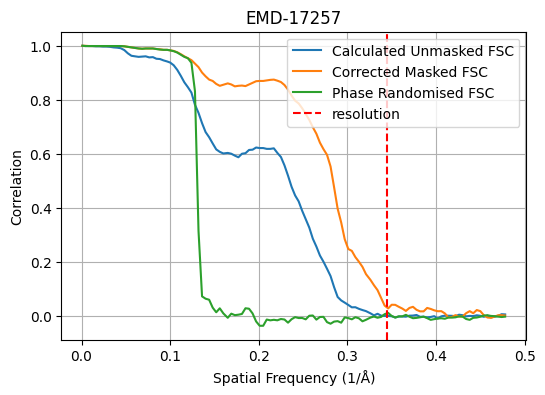 EMD-17257
Calculated Unmasked FSC
Corrected Masked FSC
Phase Randomised FSC
resolution
Correlation
1.0
0.8
0.6
0.4
0.2
0.0
0.0 0.1 0.2 0.3 0.4 0.5
Spatial Frequency (1/Å)